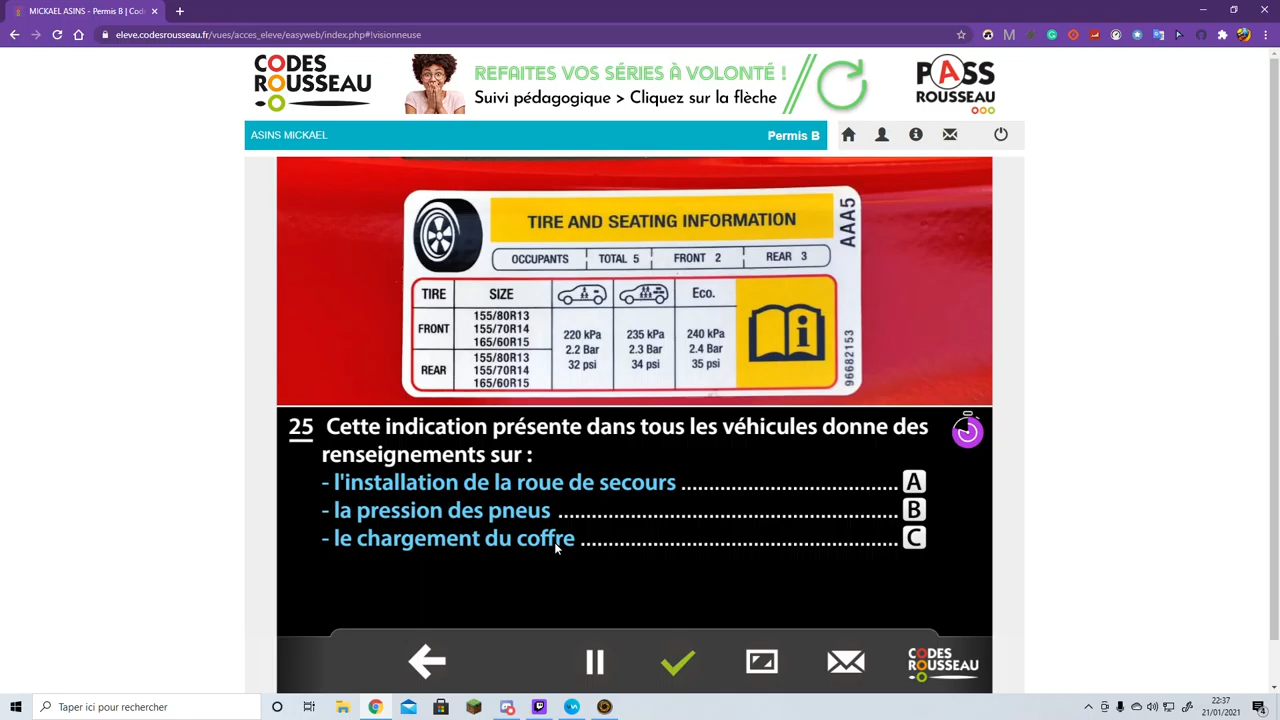 MICKAEL ASINS - Permis B | Cod
eleve.codesrousseau.fr/vues/acces_eleve/easyweb/index.php#!visionneuse
CODES
ROUSSEAU
REFAITES VOS SÉRIES À VOLONTÉ !
Suivi pédagogique > Cliquez sur la flèche
PASS
ROUSSEAU
ASINS MICKAEL
Permis B
TIRE AND SEATING INFORMATION
AAA5
OCCUPANTS TOTAL 5 FRONT 2 REAR 3
TIRE SIZE Eco.
FRONT
155/80R13
155/70R14
165/60R15
REAR
155/80R13
155/70R14
165/60R15
220 kPa
2.2 Bar
32 psi
235 kPa
2.3 Bar
34 psi
240 kPa
2.4 Bar
35 psi
96682153
25 Cette indication présente dans tous les véhicules donne des
renseignements sur :
- l'installation de la roue de secours ..................................... A
- la pression des pneus .......................................................... B
- le chargement du coffre ...................................................... C
CODES
ROUSSEAU
Taper ici pour rechercher
22:37
21/01/2021